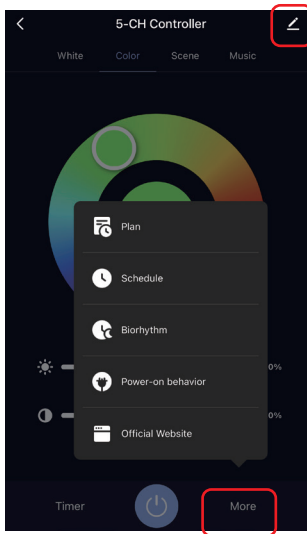 5-CH Controller
White Color Scene Music
Plan
Schedule
Biorhythm
0%
Power-on behavior
0%
Official Website
Timer More